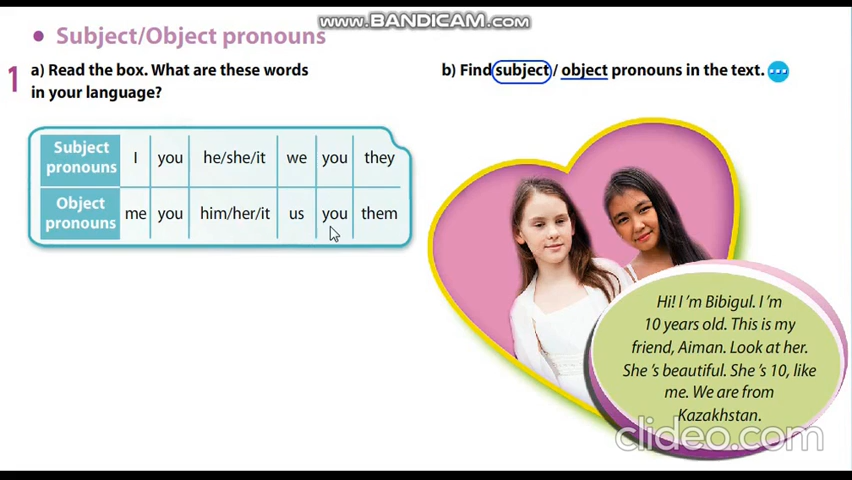 www.BANDICAM.com
• Subject/Object pronouns
1 a) Read the box. What are these words
in your language?
b) Find subject / object pronouns in the text.
Subject pronouns I you he/she/it we you they
Object pronouns me you him/her/it us you them
Hi! I'm Bibigul. I'm
10 years old. This is my
friend, Aiman. Look at her.
She's beautiful. She's 10, like
me. We are from
Kazakhstan.
clideo.com